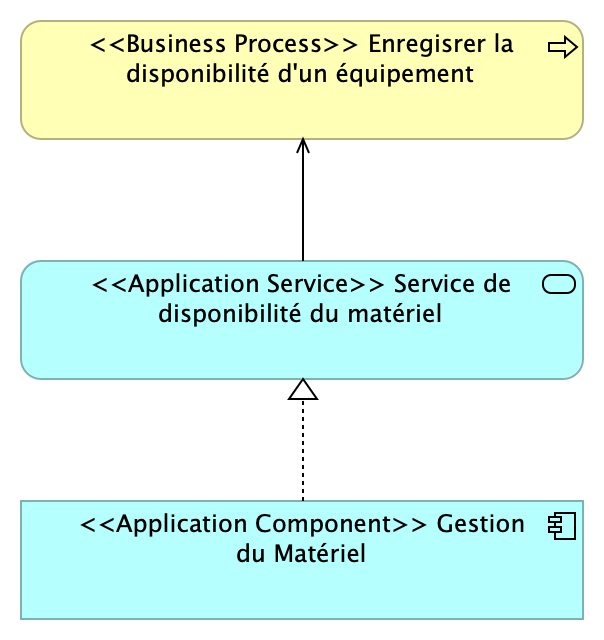 <<Business Process>> Enregisrer la
disponibilité d'un équipement
<<Application Service>> Service de
disponibilité du matériel
<<Application Component>> Gestion
du Matériel